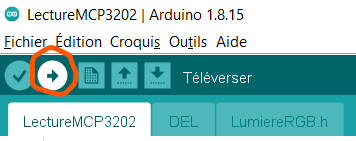 LectureMCP3202 | Arduino 1.8.15
Fichier Édition Croquis Outils Aide
Téléverser
LectureMCP3202 DEL LumiereRGB.h